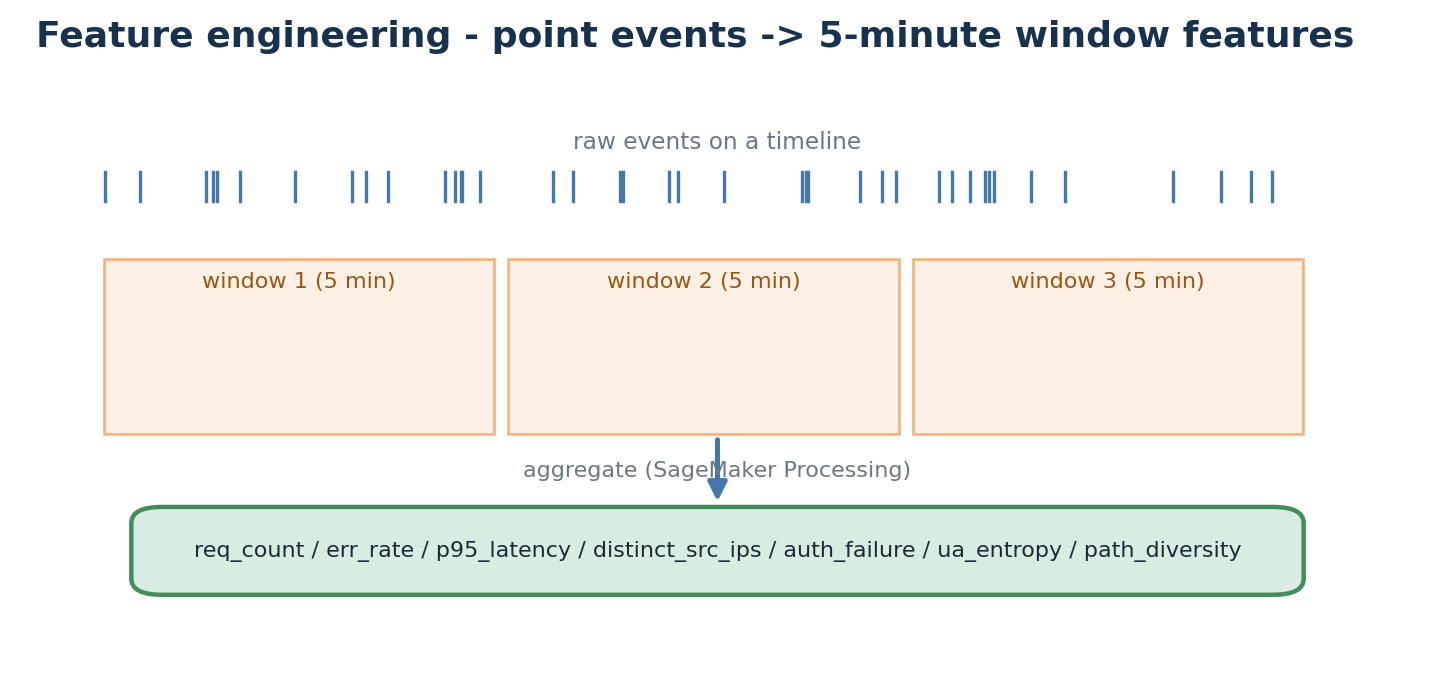 Feature engineering - point events -> 5-minute window features
raw events on a timeline
window 1 (5 min)
window 2 (5 min)
window 3 (5 min)
aggregate (SageMaker Processing)
req_count / err_rate / p95_latency / distinct_src_ips / auth_failure / ua_entropy / path_diversity